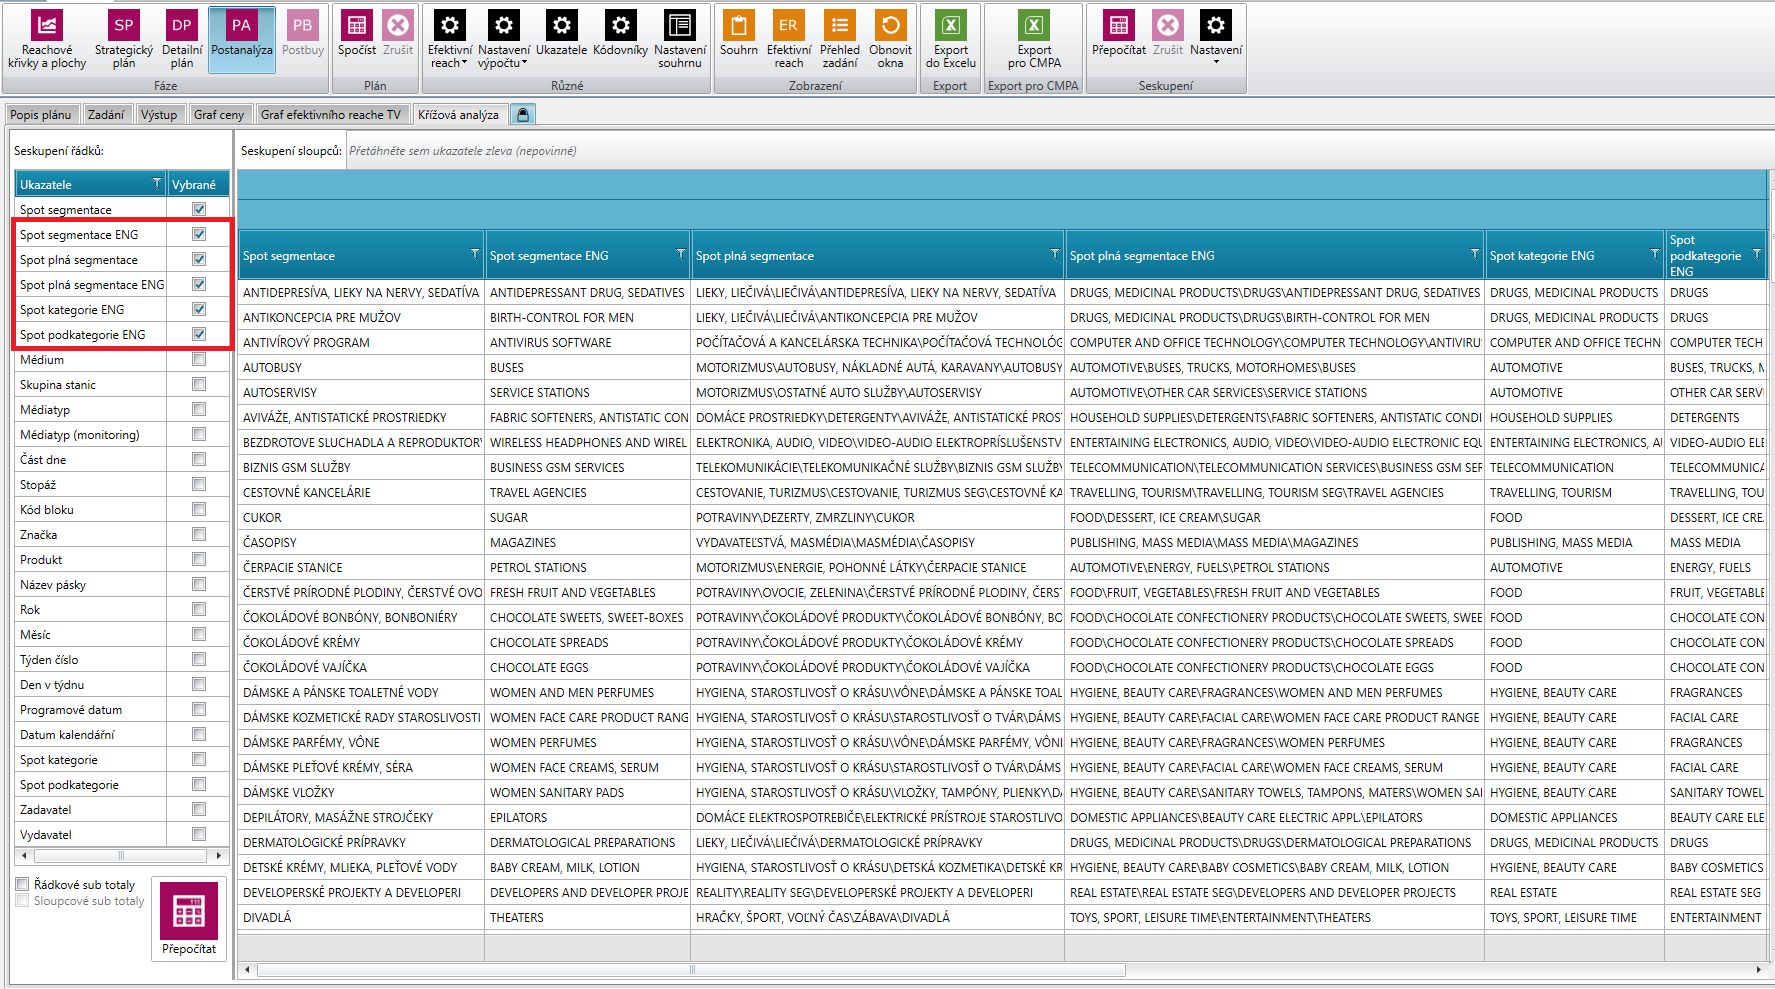 SP DP PA PB ER
Reachové křivky a plochy
Strategický plán
Detailní plán
Postanalýza
Postbuy
Spočíst
Zrušit
Efektivní reach
Nastavení výpočtu
Ukazatele
Kódovníky
Nastavení souhrnu
Souhrn
Efektivní reach
Přehled zadání
Obnovit okna
Export do Excelu
Export pro CMPA
Přepočítat
Zrušit
Nastavení
Fáze Plán Různé Zobrazení Export Export pro CMPA Seskupení
Popis plánu Zadání Výstup Graf ceny Graf efektivního reache TV Křížová analýza
Seskupení řádků:
Ukazatele Vybrané
Spot segmentace
Spot segmentace ENG
Spot plná segmentace
Spot plná segmentace ENG
Spot kategorie ENG
Spot podkategorie ENG
Médium
Skupina stanic
Médiatyp
Médiatyp (monitoring)
Část dne
Stopáž
Kód bloku
Značka
Produkt
Název pásky
Rok
Měsíc
Týden číslo
Den v týdnu
Programové datum
Datum kalendářní
Spot kategorie
Spot podkategorie
Zadavatel
Vydavatel
Řádkové sub totaly
Sloupcové sub totaly
Přepočítat
Seskupení sloupců: Přetáhněte sem ukazatele zleva (nepovinné)
Spot segmentace Spot segmentace ENG Spot plná segmentace Spot plná segmentace ENG Spot kategorie ENG Spot podkategorie ENG
ANTIDEPRESÍVA, LIEKY NA NERVY, SEDATÍVA ANTIDEPRESSANT DRUG, SEDATIVES LIEKY, LIEČIVÁ\LIEČIVÁ\ANTIDEPRESÍVA, LIEKY NA NERVY, SEDATÍVA DRUGS, MEDICINAL PRODUCTS\DRUGS\ANTIDEPRESSANT DRUG, SEDATIVES DRUGS, MEDICINAL PRODUCTS DRUGS
ANTIKONCEPCIA PRE MUŽOV BIRTH-CONTROL FOR MEN LIEKY, LIEČIVÁ\LIEČIVÁ\ANTIKONCEPCIA PRE MUŽOV DRUGS, MEDICINAL PRODUCTS\DRUGS\BIRTH-CONTROL FOR MEN DRUGS, MEDICINAL PRODUCTS DRUGS
ANTIVÍROVÝ PROGRAM ANTIVIRUS SOFTWARE POČÍTAČOVÁ A KANCELÁRSKA TECHNIKA\POČÍTAČOVÁ TECHNOLÓG COMPUTER AND OFFICE TECHNOLOGY\COMPUTER TECHNOLOGY\ANTIVIRU COMPUTER AND OFFICE TECHN COMPUTER TECH
AUTOBUSY BUSES MOTORIZMUS\AUTOBUSY, NÁKLADNÉ AUTÁ, KARAVANY\AUTOBUSY AUTOMOTIVE\BUSES, TRUCKS, MOTORHOMES\BUSES AUTOMOTIVE BUSES, TRUCKS, M
AUTOSERVISY SERVICE STATIONS MOTORIZMUS\OSTATNÉ AUTO SLUŽBY\AUTOSERVISY AUTOMOTIVE\OTHER CAR SERVICES\SERVICE STATIONS AUTOMOTIVE OTHER CAR SERVI
AVIVÁŽE, ANTISTATICKÉ PROSTRIEDKY FABRIC SOFTENERS, ANTISTATIC CON DOMÁCE PROSTRIEDKY\DETERGENTY\AVIVÁŽE, ANTISTATICKÉ PROS HOUSEHOLD SUPPLIES\DETERGENTS\FABRIC SOFTENERS, ANTISTATIC CONDI HOUSEHOLD SUPPLIES DETERGENTS
BEZDROTOVE SLUCHADLA A REPRODUKTOR WIRELESS HEADPHONES AND WIREL ELEKTRONIKA, AUDIO, VIDEO\VIDEO-AUDIO ELEKTROPRÍSLUŠENSTV ENTERTAINING ELECTRONICS, AUDIO, VIDEO\VIDEO-AUDIO ELECTRONIC EQU ENTERTAINING ELECTRONICS, AU VIDEO-AUDIO ELE
BIZNIS GSM SLUŽBY BUSINESS GSM SERVICES TELEKOMUNIKÁCIE\TELEKOMUNIKAČNÉ SLUŽBY\BIZNIS GSM SLUŽBY TELECOMMUNICATION\TELECOMMUNICATION SERVICES\BUSINESS GSM SER TELECOMMUNICATION TELECOMMUNICA
CESTOVNÉ KANCELÁRIE TRAVEL AGENCIES CESTOVANIE, TURIZMUS\CESTOVANIE, TURIZMUS SEG\CESTOVNÉ KA TRAVELLING, TOURISM\TRAVELLING, TOURISM SEG\TRAVEL AGENCIES TRAVELLING, TOURISM TRAVELLING, TOU
CUKOR SUGAR POTRAVINY\DEZERTY, ZMRZLINY\CUKOR FOOD\DESSERT, ICE CREAM\SUGAR FOOD DESSERT, ICE CRE
ČASOPISY MAGAZINES VYDAVATEĽSTVÁ, MASMÉDIA\MASMÉDIA\ČASOPISY PUBLISHING, MASS MEDIA\MASS MEDIA\MAGAZINES PUBLISHING, MASS MEDIA MASS MEDIA
ČERPACIE STANICE PETROL STATIONS MOTORIZMUS\ENERGIE, POHONNÉ LÁTKY\ČERPACIE STANICE AUTOMOTIVE\ENERGY, FUELS\PETROL STATIONS AUTOMOTIVE ENERGY, FUELS
ČERSTVÉ PRÍRODNÉ PLODINY, ČERSTVÉ OVO FRESH FRUIT AND VEGETABLES POTRAVINY\OVOCIE, ZELENINA\ČERSTVÉ PRÍRODNÉ PLODINY, ČERS FOOD\FRUIT, VEGETABLES\FRESH FRUIT AND VEGETABLES FOOD FRUIT, VEGETABLE
ČOKOLÁDOVÉ BONBÓNY, BONBONIÉRY CHOCOLATE SWEETS, SWEET-BOXES POTRAVINY\ČOKOLÁDOVÉ PRODUKTY\ČOKOLÁDOVÉ BONBÓNY, BO FOOD\CHOCOLATE CONFECTIONERY PRODUCTS\CHOCOLATE SWEETS, SWEE FOOD CHOCOLATE CON
ČOKOLÁDOVÉ KRÉMY CHOCOLATE SPREADS POTRAVINY\ČOKOLÁDOVÉ PRODUKTY\ČOKOLÁDOVÉ KRÉMY FOOD\CHOCOLATE CONFECTIONERY PRODUCTS\CHOCOLATE SPREADS FOOD CHOCOLATE CON
ČOKOLÁDOVÉ VAJÍČKA CHOCOLATE EGGS POTRAVINY\ČOKOLÁDOVÉ PRODUKTY\ČOKOLÁDOVÉ VAJÍČKA FOOD\CHOCOLATE CONFECTIONERY PRODUCTS\CHOCOLATE EGGS FOOD CHOCOLATE CON
DÁMSKE A PÁNSKE TOALETNÉ VODY WOMEN AND MEN PERFUMES HYGIENA, STAROSTLIVOSŤ O KRÁSU\VÔNE\DÁMSKE A PÁNSKE TOAL HYGIENE, BEAUTY CARE\FRAGRANCES\WOMEN AND MEN PERFUMES HYGIENE, BEAUTY CARE FRAGRANCES
DÁMSKE KOZMETICKÉ RADY STAROSLIVOSTI WOMEN FACE CARE PRODUCT RANG HYGIENA, STAROSTLIVOSŤ O KRÁSU\STAROSTLIVOSŤ O TVÁR\DÁMS HYGIENE, BEAUTY CARE\FACIAL CARE\WOMEN FACE CARE PRODUCT RANGE HYGIENE, BEAUTY CARE FACIAL CARE
DÁMSKE PARFÉMY, VÔNE WOMEN PERFUMES HYGIENA, STAROSTLIVOSŤ O KRÁSU\VÔNE\DÁMSKE PARFÉMY, VÔNE HYGIENE, BEAUTY CARE\FRAGRANCES\WOMEN PERFUMES HYGIENE, BEAUTY CARE FRAGRANCES
DÁMSKE PLEŤOVÉ KRÉMY, SÉRA WOMEN FACE CREAMS, SERUM HYGIENA, STAROSTLIVOSŤ O KRÁSU\STAROSTLIVOSŤ O TVÁR\DÁMS HYGIENE, BEAUTY CARE\FACIAL CARE\WOMEN FACE CREAMS, SERUM HYGIENE, BEAUTY CARE FACIAL CARE
DÁMSKE VLOŽKY WOMEN SANITARY PADS HYGIENA, STAROSTLIVOSŤ O KRÁSU\VLOŽKY, TAMPÓNY, PLIENKY\DÁ HYGIENE, BEAUTY CARE\SANITARY TOWELS, TAMPONS, MATERS\WOMEN SAI HYGIENE, BEAUTY CARE SANITARY TOWEL
DEPILÁTORY, MASÁŽNE STROJČEKY EPILATORS DOMÁCE ELEKTROSPOTREBIČE\ELEKTRICKÉ PRÍSTROJE STAROSTLIVO DOMESTIC APPLIANCES\BEAUTY CARE ELECTRIC APPL.\EPILATORS DOMESTIC APPLIANCES BEAUTY CARE ELE
DERMATOLOGICKÉ PRÍPRAVKY DERMATOLOGICAL PREPARATIONS LIEKY, LIEČIVÁ\LIEČIVÁ\DERMATOLOGICKÉ PRÍPRAVKY DRUGS, MEDICINAL PRODUCTS\DRUGS\DERMATOLOGICAL PREPARATIONS DRUGS, MEDICINAL PRODUCTS DRUGS
DETSKÉ KRÉMY, MLIEKA, PLEŤOVÉ VODY BABY CREAM, MILK, LOTION HYGIENA, STAROSTLIVOSŤ O KRÁSU\DETSKÁ KOZMETIKA\DETSKÉ KR HYGIENE, BEAUTY CARE\BABY COSMETICS\BABY CREAM, MILK, LOTION HYGIENE, BEAUTY CARE BABY COSMETICS
DEVELOPERSKÉ PROJEKTY A DEVELOPERI DEVELOPERS AND DEVELOPER PROJE REALITY\REALITY SEG\DEVELOPERSKÉ PROJEKTY A DEVELOPERI REAL ESTATE\REAL ESTATE SEG\DEVELOPERS AND DEVELOPER PROJECTS REAL ESTATE REAL ESTATE SEG
DIVADLÁ THEATERS HRAČKY, ŠPORT, VOĽNÝ ČAS\ZÁBAVA\DIVADLÁ TOYS, SPORT, LEISURE TIME\ENTERTAINMENT\THEATERS TOYS, SPORT, LEISURE TIME ENTERTAINMENT